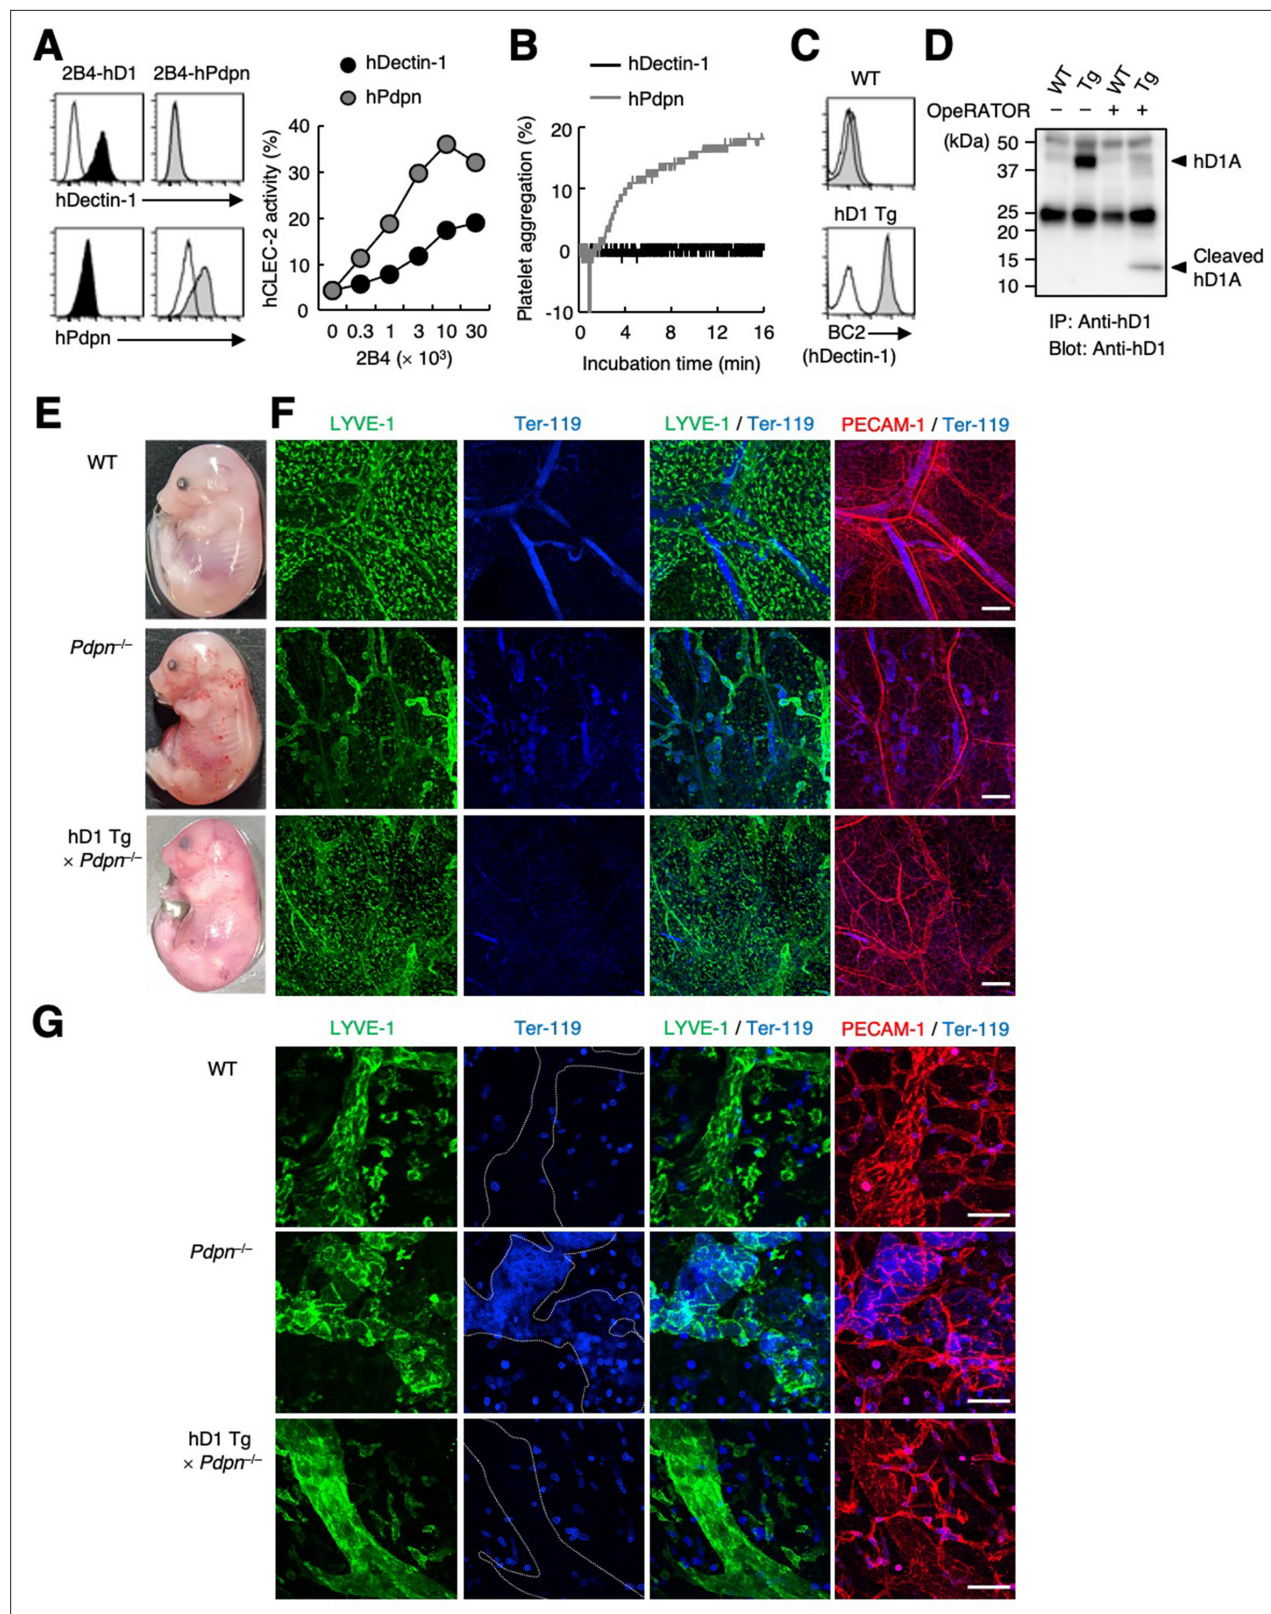 A
2B4-hD1
2B4-hPdpn
hDectin-1
hPdpn
hDectin-1
hPdpn
hCLEC-2 activity (%)
40
30
20
10
0
0 0.3 1 3 10 30
2B4 (× 10³)
B
hDectin-1
hPdpn
Platelet aggregation (%)
20
10
0
-10
0 4 8 12 16
Incubation time (min)
C
WT
hD1 Tg
BC2
(hDectin-1)
D
WT Tg WT Tg
OpeRATOR – – + +
(kDa)
50
37
25
20
15
10
hD1A
Cleaved
hD1A
IP: Anti-hD1
Blot: Anti-hD1
E
WT
Pdpn–/–
hD1 Tg
× Pdpn–/–
F
LYVE-1 Ter-119 LYVE-1 / Ter-119 PECAM-1 / Ter-119
G
LYVE-1 Ter-119 LYVE-1 / Ter-119 PECAM-1 / Ter-119
WT
Pdpn–/–
hD1 Tg
× Pdpn–/–